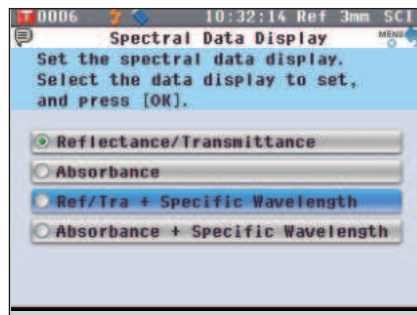 T0006 10:32:14 Ref 3mm SCI
Spectral Data Display MENU
Set the spectral data display.
Select the data display to set,
and press [OK].
Reflectance/Transmittance
Absorbance
Ref/Tra + Specific Wavelength
Absorbance + Specific Wavelength